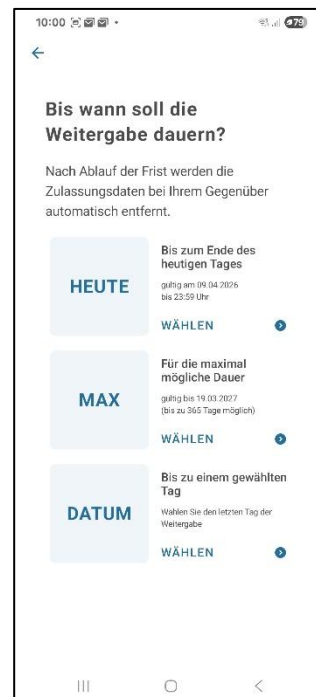 10:00
79
Bis wann soll die
Weitergabe dauern?
Nach Ablauf der Frist werden die
Zulassungsdaten bei Ihrem Gegenüber
automatisch entfernt.
HEUTE
Bis zum Ende des
heutigen Tages
gültig am 09.04.2026
bis 23:59 Uhr
WÄHLEN
MAX
Für die maximal
mögliche Dauer
gültig bis 19.03.2027
(bis zu 365 Tage möglich)
WÄHLEN
DATUM
Bis zu einem gewählten
Tag
Wählen Sie den letzten Tag der
Weitergabe
WÄHLEN